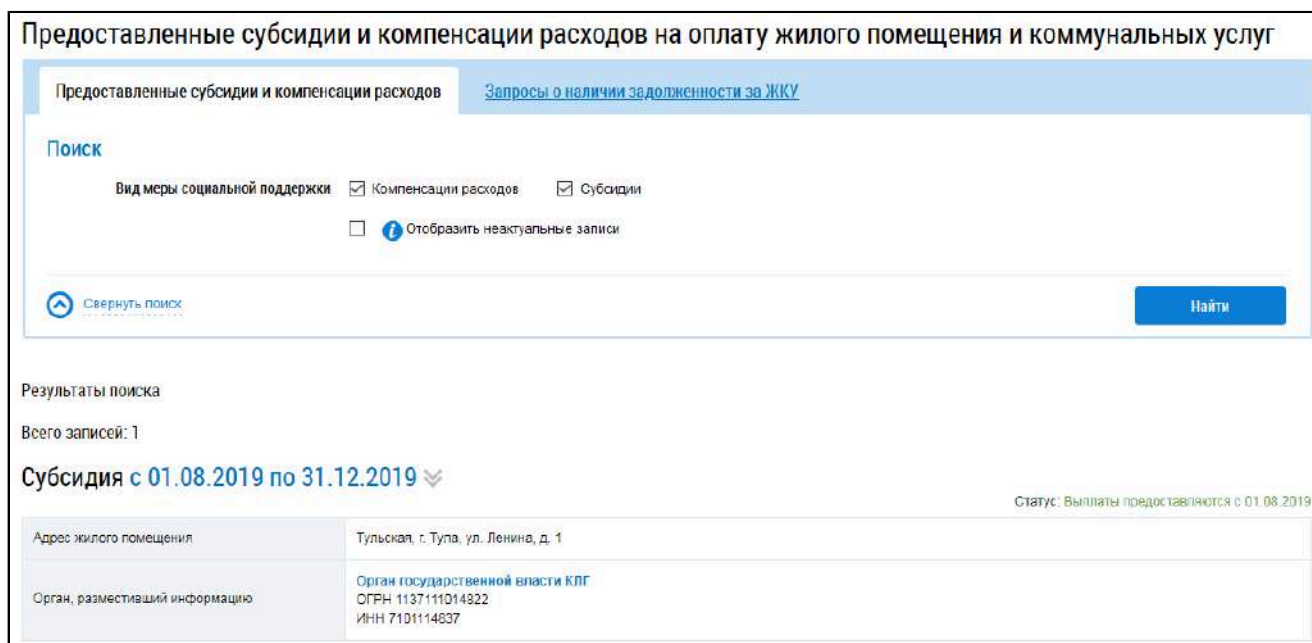 Предоставленные субсидии и компенсации расходов на оплату жилого помещения и коммунальных услуг
Предоставленные субсидии и компенсации расходов
Запросы о наличии задолженности за ЖКУ
Поиск
Вид меры социальной поддержки
Компенсации расходов
Субсидии
Отобразить неактуальные записи
Свернуть поиск
Найти
Результаты поиска
Всего записей: 1
Субсидия с 01.08.2019 по 31.12.2019
Статус: Выплаты предоставляются с 01.08.2019
Адрес жилого помещения
Тульская, г. Тула, ул. Ленина, д. 1
Орган, разместивший информацию
Орган государственной власти КЛГ
ОГРН 1137111014822
ИНН 7101114837